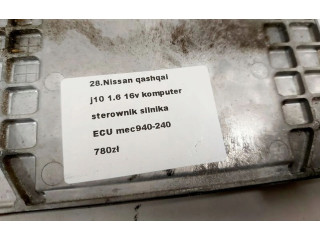 28.Nissan qashqai
j10 1.6 16v komputer
sterownik silnika
ECU mec940-240
780zł